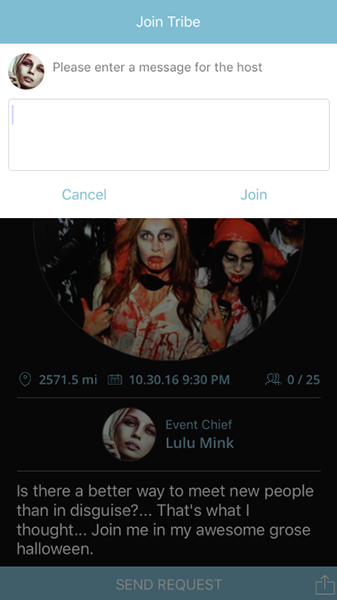 Join Tribe
Please enter a message for the host
Cancel
Join
2571.5 mi
10.30.16 9:30 PM
0 / 25
Event Chief
Lulu Mink
Is there a better way to meet new people
than in disguise?... That's what I
thought... Join me in my awesome grose
halloween.
SEND REQUEST